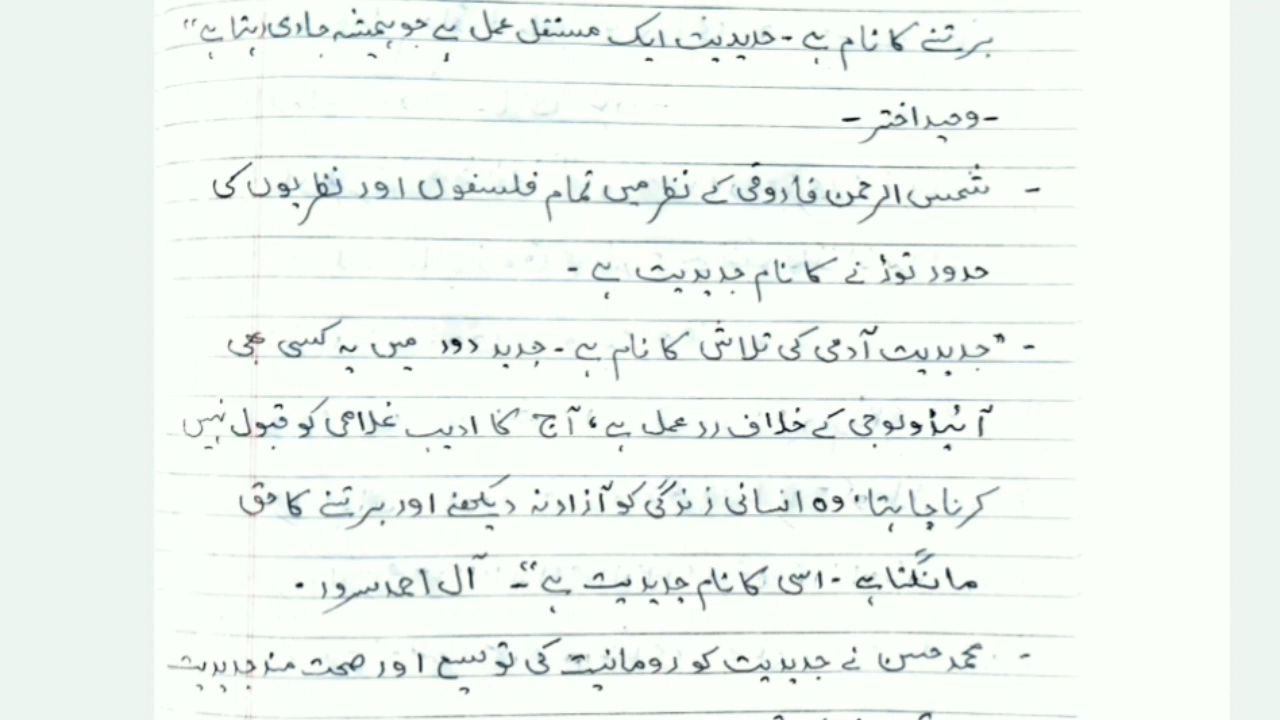 برتنے کا نام ہے - جدیدیت ایک مستقل عمل ہے جو ہمیشہ جاری رہتا ہے"
- وحید اختر -
- شمس الرحمن فاروقی کے نظر میں تمام فلسفوں اور نظریوں کی
حدود توڑنے کا نام جدیدیت ہے -
- "جدیدیت آدمی کی تلاش کا نام ہے - جدید دور میں یہ کسی بھی
آئیڈولوجی کے خلاف رد عمل ہے، آج کا ادیب غلامی کو قبول نہیں
کرنا چاہتا، وہ انسانی زندگی کو آزادنہ دیکھنے اور برتنے کا حق
مانگتا ہے - اسی کا نام جدیدیت ہے" - آل احمد سرور -
- محمد حسن نے جدیدیت کو رومانیت کی توسیع اور صحت مند جدیدیت